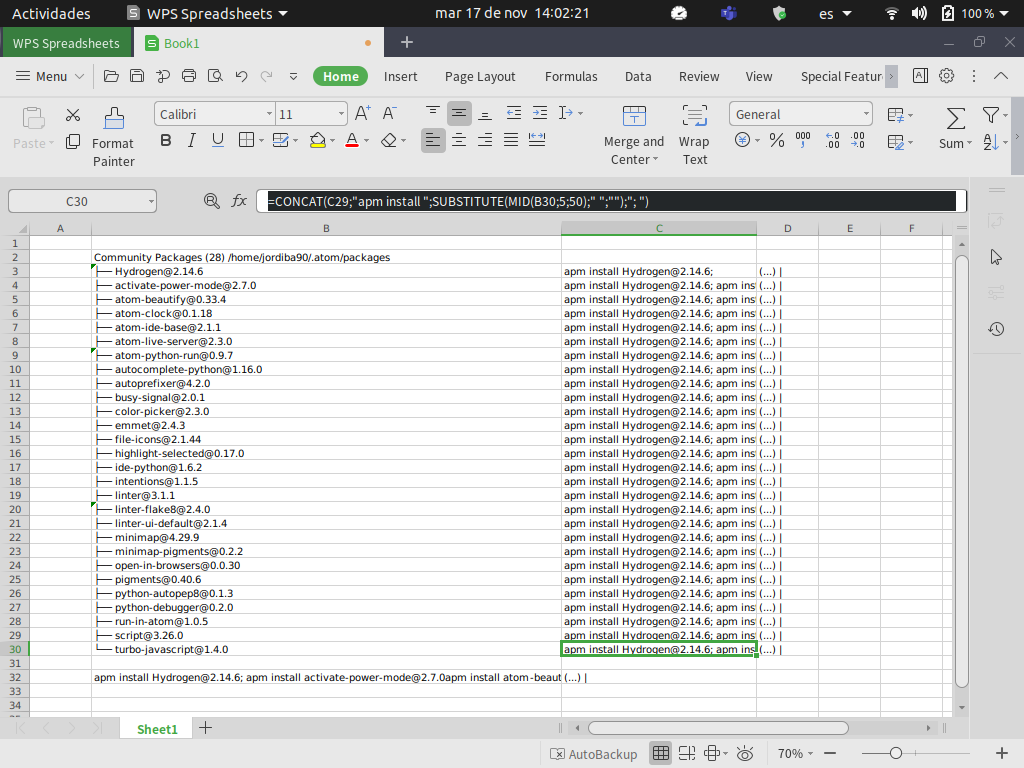 Actividades WPS Spreadsheets mar 17 de nov 14:02:21 es 100 %
WPS Spreadsheets Book1
Menu Home Insert Page Layout Formulas Data Review View Special Featur
Paste Format Painter Calibri 11 Merge and Center Wrap Text General Sum
C30 fx =CONCAT(C29;"apm install ";SUBSTITUTE(MID(B30;5;50);" ";"");"; ")
A B C D E F
1
2 Community Packages (28) /home/jordiba90/.atom/packages
3 ├── Hydrogen@2.14.6 apm install Hydrogen@2.14.6; (...) |
4 ├── activate-power-mode@2.7.0 apm install Hydrogen@2.14.6; apm ins (...) |
5 ├── atom-beautify@0.33.4 apm install Hydrogen@2.14.6; apm ins (...) |
6 ├── atom-clock@0.1.18 apm install Hydrogen@2.14.6; apm ins (...) |
7 ├── atom-ide-base@2.1.1 apm install Hydrogen@2.14.6; apm ins (...) |
8 ├── atom-live-server@2.3.0 apm install Hydrogen@2.14.6; apm ins (...) |
9 ├── atom-python-run@0.9.7 apm install Hydrogen@2.14.6; apm ins (...) |
10 ├── autocomplete-python@1.16.0 apm install Hydrogen@2.14.6; apm ins (...) |
11 ├── autoprefixer@4.2.0 apm install Hydrogen@2.14.6; apm ins (...) |
12 ├── busy-signal@2.0.1 apm install Hydrogen@2.14.6; apm ins (...) |
13 ├── color-picker@2.3.0 apm install Hydrogen@2.14.6; apm ins (...) |
14 ├── emmet@2.4.3 apm install Hydrogen@2.14.6; apm ins (...) |
15 ├── file-icons@2.1.44 apm install Hydrogen@2.14.6; apm ins (...) |
16 ├── highlight-selected@0.17.0 apm install Hydrogen@2.14.6; apm ins (...) |
17 ├── ide-python@1.6.2 apm install Hydrogen@2.14.6; apm ins (...) |
18 ├── intentions@1.1.5 apm install Hydrogen@2.14.6; apm ins (...) |
19 ├── linter@3.1.1 apm install Hydrogen@2.14.6; apm ins (...) |
20 ├── linter-flake8@2.4.0 apm install Hydrogen@2.14.6; apm ins (...) |
21 ├── linter-ui-default@2.1.4 apm install Hydrogen@2.14.6; apm ins (...) |
22 ├── minimap@4.29.9 apm install Hydrogen@2.14.6; apm ins (...) |
23 ├── minimap-pigments@0.2.2 apm install Hydrogen@2.14.6; apm ins (...) |
24 ├── open-in-browsers@0.0.30 apm install Hydrogen@2.14.6; apm ins (...) |
25 ├── pigments@0.40.6 apm install Hydrogen@2.14.6; apm ins (...) |
26 ├── python-autopep8@0.1.3 apm install Hydrogen@2.14.6; apm ins (...) |
27 ├── python-debugger@0.2.0 apm install Hydrogen@2.14.6; apm ins (...) |
28 ├── run-in-atom@1.0.5 apm install Hydrogen@2.14.6; apm ins (...) |
29 ├── script@3.26.0 apm install Hydrogen@2.14.6; apm ins (...) |
30 └── turbo-javascript@1.4.0 apm install Hydrogen@2.14.6; apm ins (...) |
31
32 apm install Hydrogen@2.14.6; apm install activate-power-mode@2.7.0apm install atom-beaut (...) |
33
34
Sheet1
AutoBackup 70%